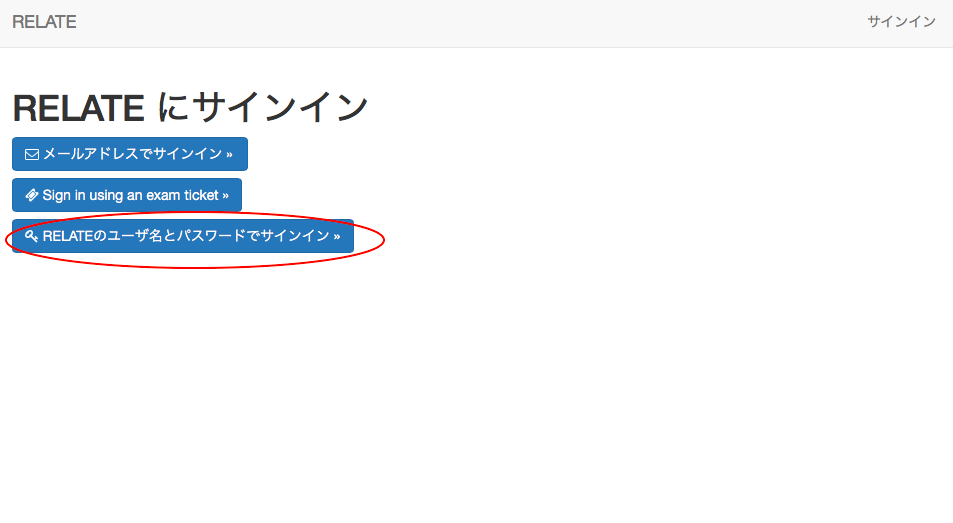 RELATE
サインイン
RELATE にサインイン
メールアドレスでサインイン »
Sign in using an exam ticket »
RELATEのユーザ名とパスワードでサインイン »